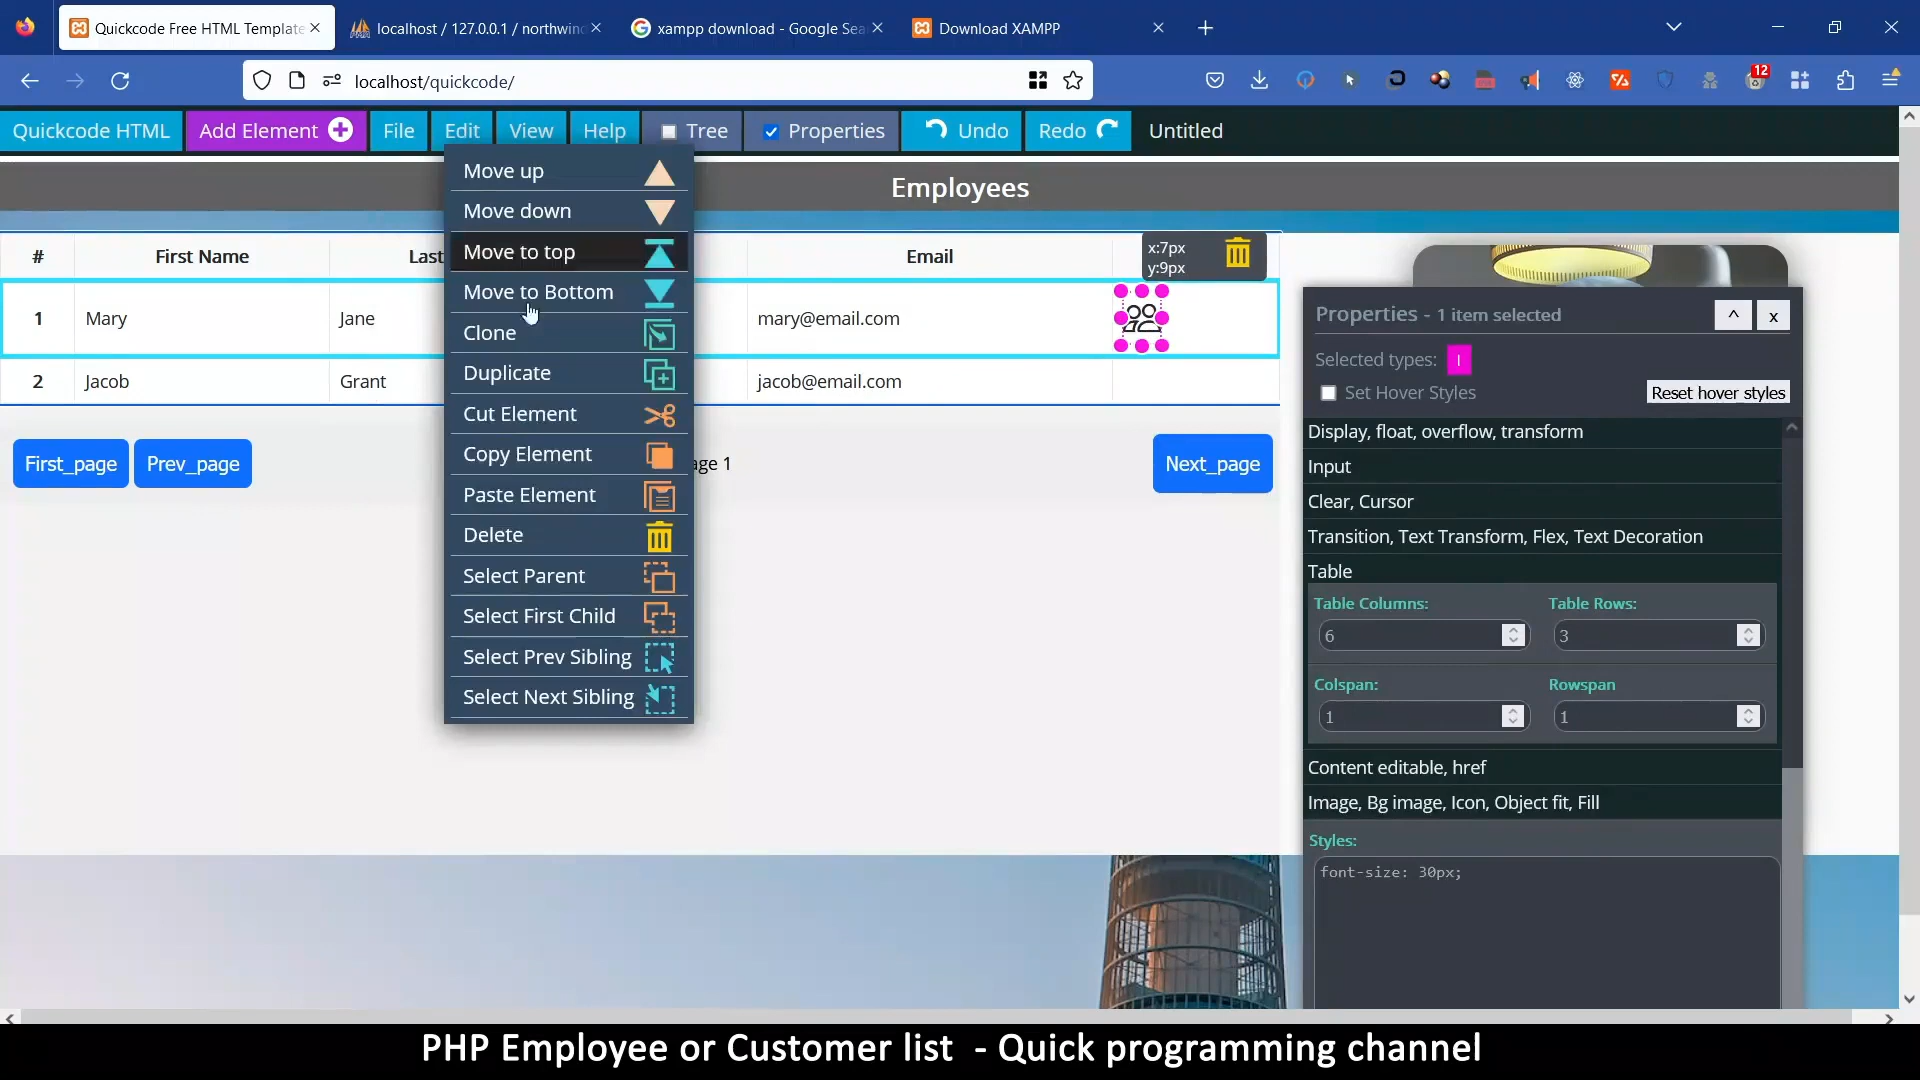 Quickcode Free HTML Template
localhost / 127.0.0.1 / northwin
xampp download - Google Sea
Download XAMPP
localhost/quickcode/
12
Quickcode HTML
Add Element
File
Edit
View
Help
Tree
Properties
Undo
Redo
Untitled
Employees
# First Name Last Email
1 Mary Jane mary@email.com
2 Jacob Grant jacob@email.com
x:7px
y:9px
First_page
Prev_page
age 1
Next_page
Move up
Move down
Move to top
Move to Bottom
Clone
Duplicate
Cut Element
Copy Element
Paste Element
Delete
Select Parent
Select First Child
Select Prev Sibling
Select Next Sibling
Properties - 1 item selected
^
x
Selected types: I
Set Hover Styles
Reset hover styles
Display, float, overflow, transform
Input
Clear, Cursor
Transition, Text Transform, Flex, Text Decoration
Table
Table Columns: Table Rows:
6 3
Colspan: Rowspan
1 1
Content editable, href
Image, Bg image, Icon, Object fit, Fill
Styles:
font-size: 30px;
PHP Employee or Customer list - Quick programming channel